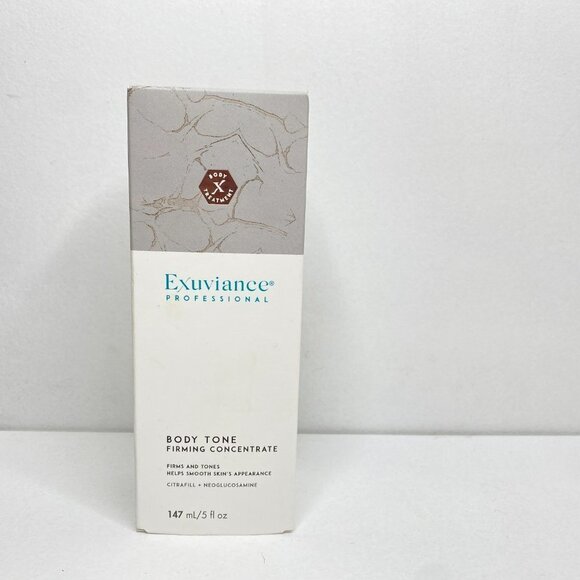 BODY
X
TREATMENT
Exuviance®
PROFESSIONAL
BODY TONE
FIRMING CONCENTRATE
FIRMS AND TONES
HELPS SMOOTH SKIN'S APPEARANCE
CITRAFILL + NEOGLUCOSAMINE
147 mL/5 fl oz